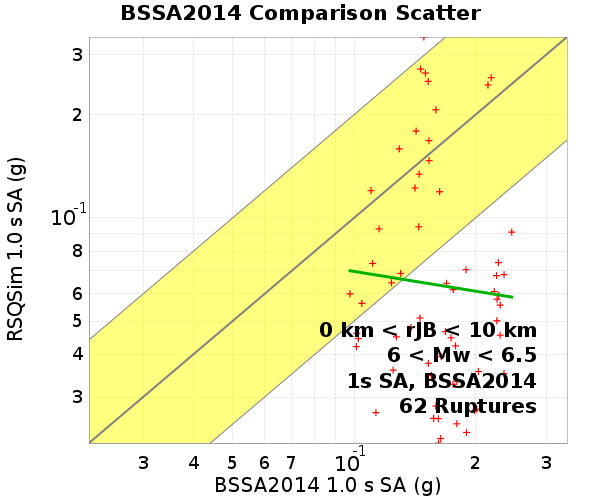 BSSA2014 Comparison Scatter
RSQSim 1.0 s SA (g)
3
2
10^-1
8
6
5
4
3
0 km < rJB < 10 km
6 < Mw < 6.5
1s SA, BSSA2014
62 Ruptures
3 4 5 6 7 10^-1 2 3
BSSA2014 1.0 s SA (g)